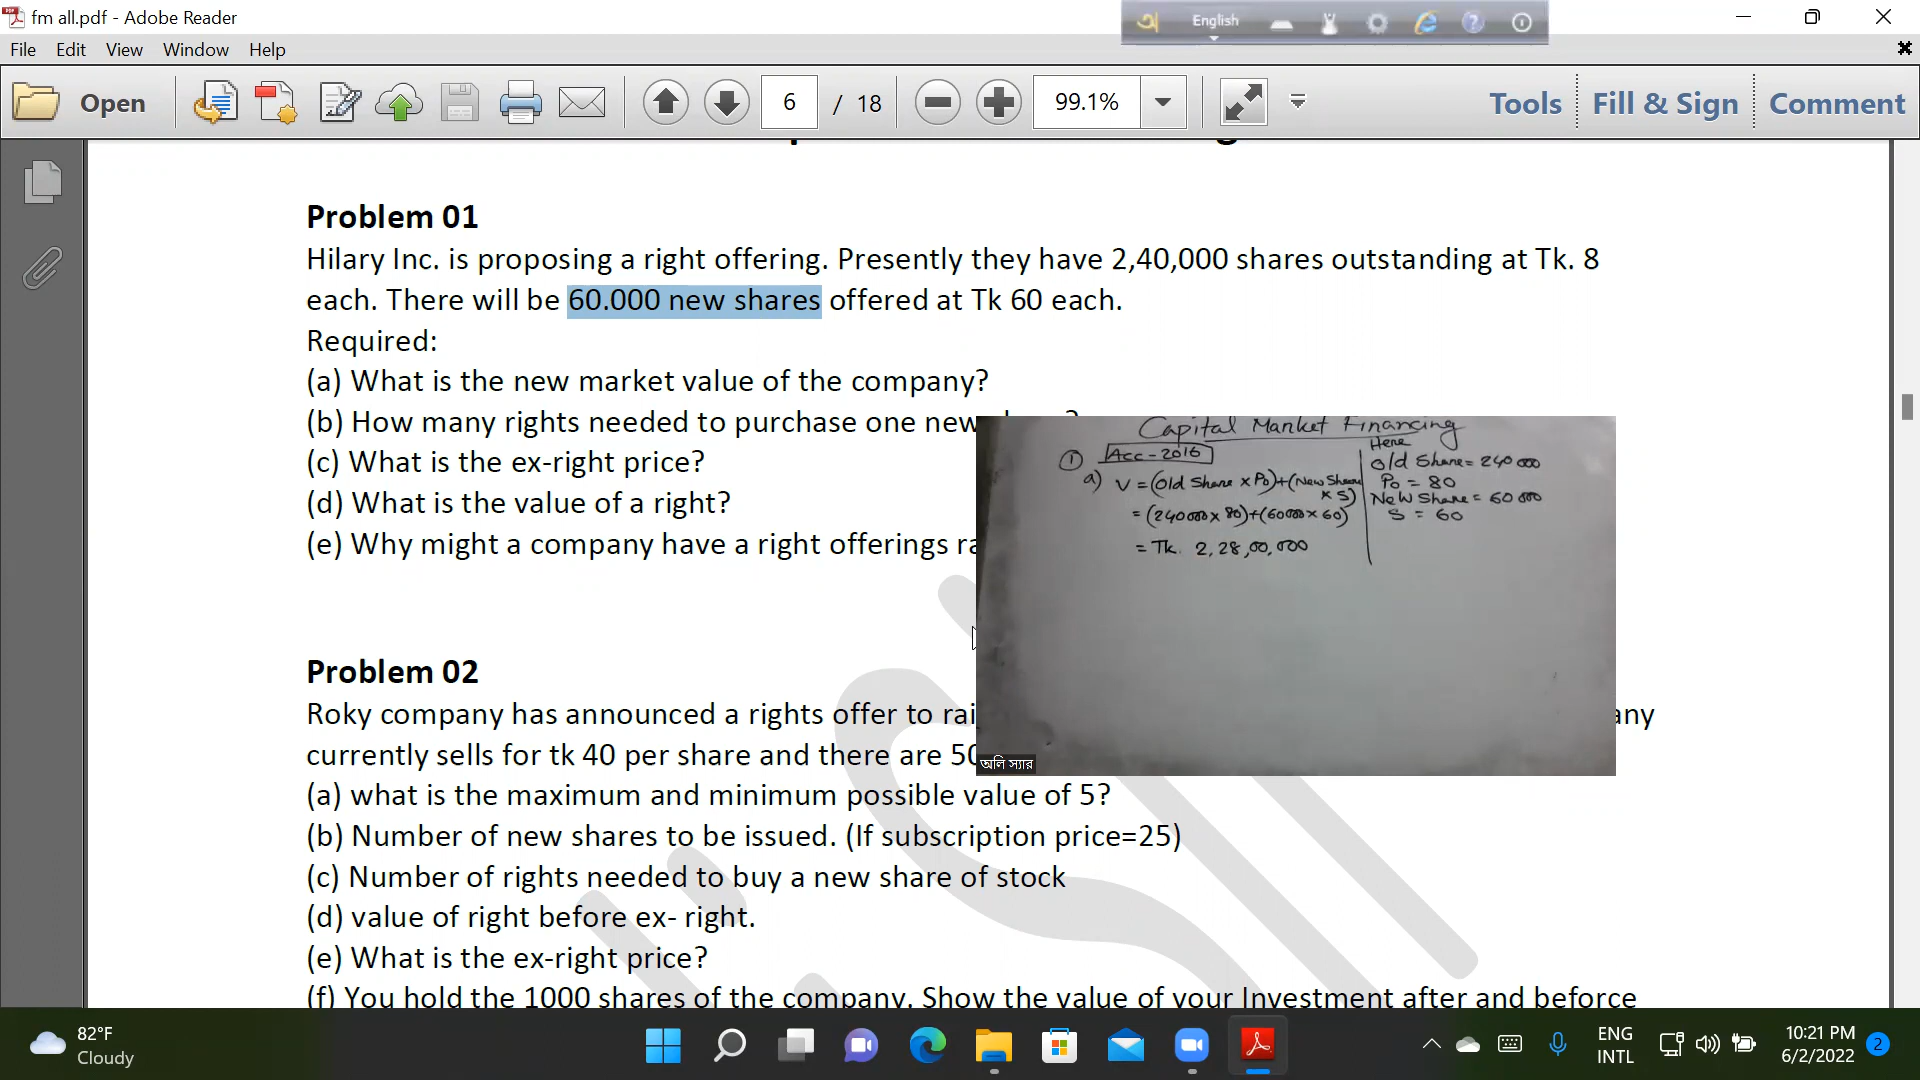 fm all.pdf - Adobe Reader
English
File Edit View Window Help
Open 6 / 18 99.1% Tools Fill & Sign Comment
Problem 01
Hilary Inc. is proposing a right offering. Presently they have 2,40,000 shares outstanding at Tk. 8
each. There will be 60.000 new shares offered at Tk 60 each.
Required:
(a) What is the new market value of the company?
(b) How many rights needed to purchase one new
(c) What is the ex-right price?
(d) What is the value of a right?
(e) Why might a company have a right offerings ra
Capital Market Financing
① Acc-2016
a) V = (Old Share × P₀)+(New Share
× S)
= (240000 × 80)+(60000 × 60)
= Tk. 2,28,00,000
Here
Old Share = 240 000
P₀ = 80
New Share = 60 000
S = 60
অলি স্যার
Problem 02
Roky company has announced a rights offer to rai any
currently sells for tk 40 per share and there are 50
(a) what is the maximum and minimum possible value of 5?
(b) Number of new shares to be issued. (If subscription price=25)
(c) Number of rights needed to buy a new share of stock
(d) value of right before ex- right.
(e) What is the ex-right price?
(f) You hold the 1000 shares of the company. Show the value of your Investment after and beforce
82°F
Cloudy
ENG
INTL
10:21 PM
6/2/2022
2